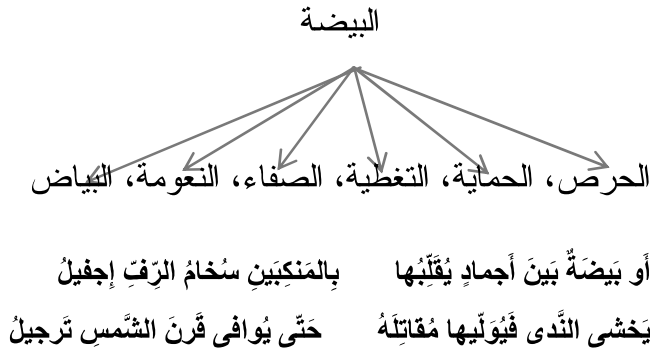 البيضة
الحرص، الحماية، التغطية، الصفاء، النعومة، البياض
أَو بَيضَةٌ بَينَ أَجمادٍ يُقَلِّبُها بِالمَنكِبَينِ سُخامُ الزِّفِّ إِجفيلُ
يَخشى النَّدى فَيُوَلّيها مُقاتِلَهُ حَتّى يُوافى قَرنَ الشَّمسِ تَرجيلُ